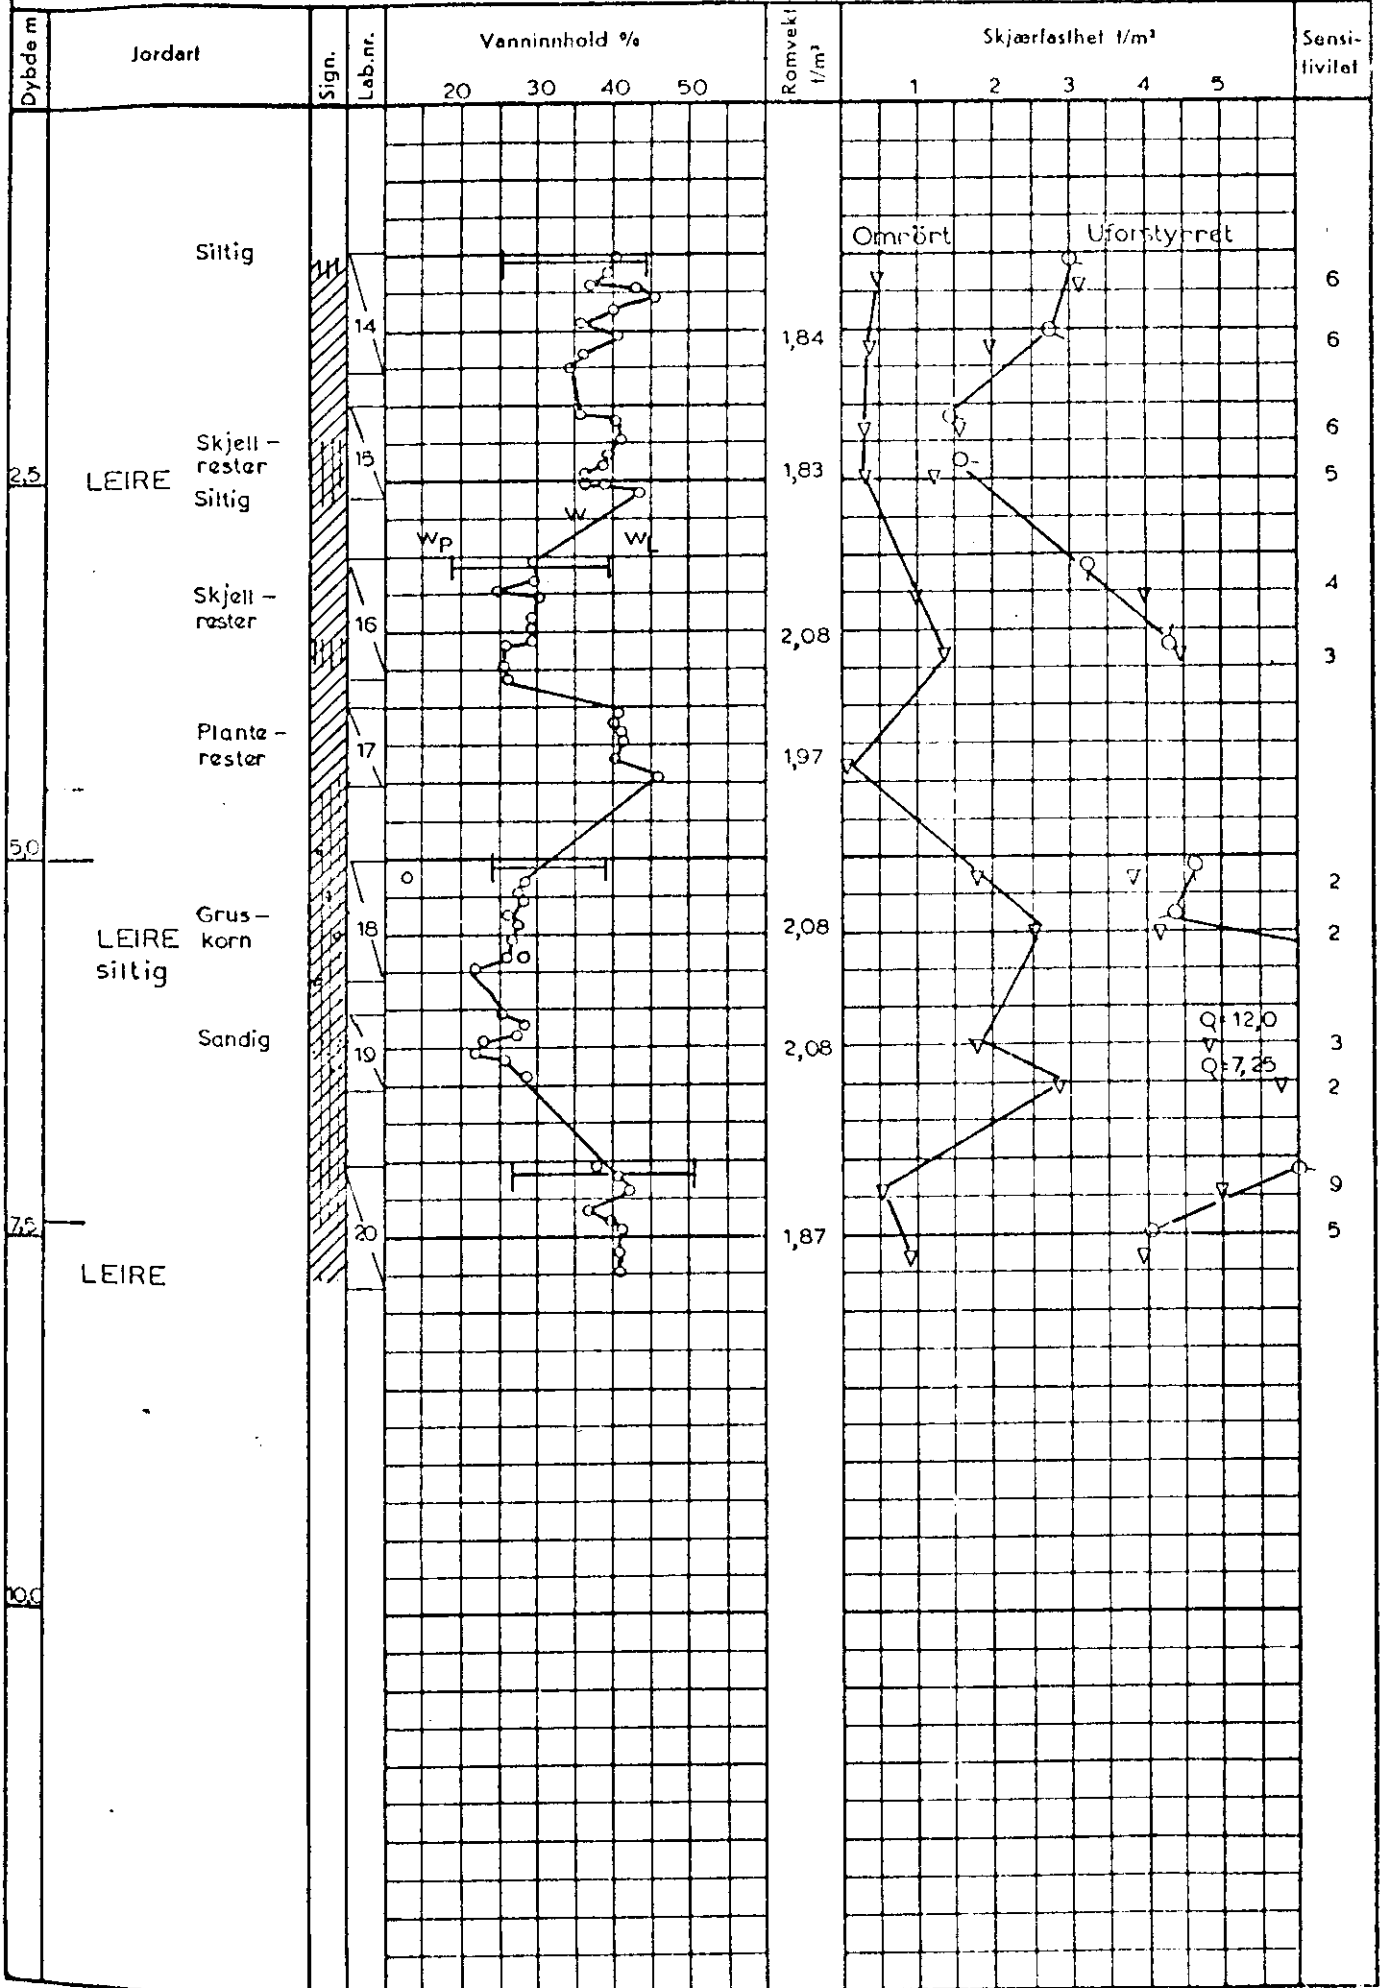 Dybde m
Jordart
Sign.
Lab.nr.
Vanninnhold %
20 30 40 50
Romvekt t/m³
Skjærfasthet t/m²
1 2 3 4 5
Sensi-
tivitet
Omrört Uforstyrret
Siltig
6
14
1,84
6
6
Skjell-
rester
15
2,5
LEIRE
Siltig
1,83
5
W
Wp
WL
4
Skjell-
rester
16
2,08
3
Plante-
rester
17
1,97
5,0
2
Grus-
korn
LEIRE
siltig
18
2,08
2
12,0
Sandig
19
2,08
3
7,25
2
9
7,5
20
1,87
5
LEIRE
10,0